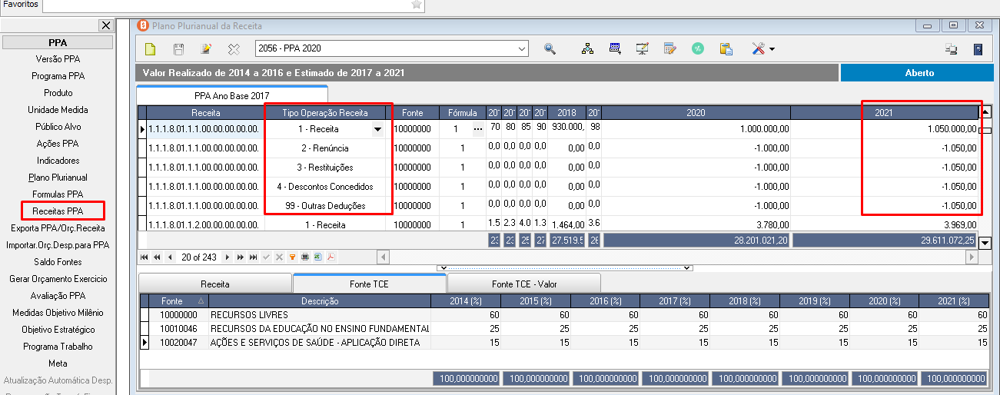 Favoritos
PPA
Versão PPA
Programa PPA
Produto
Unidade Medida
Público Alvo
Ações PPA
Indicadores
Plano Plurianual
Formulas PPA
Receitas PPA
Exporta PPA/Orç.Receita
Importar.Orç.Desp.para PPA
Saldo Fontes
Gerar Orçamento Exercicio
Avaliação PPA
Medidas Objetivo Milênio
Objetivo Estratégico
Programa Trabalho
Meta
Atualização Automática Desp.
Plano Plurianual da Receita
2056 - PPA 2020
Valor Realizado de 2014 a 2016 e Estimado de 2017 a 2021 Aberto
PPA Ano Base 2017
Receita Tipo Operação Receita Fonte Fórmula 20 20 20 20 2018 20 2020 2021
1.1.1.8.01.1.1.00.00.00.00.00. 1 - Receita 10000000 1 ... 70 80 85 90 930.000, 98 1.000.000,00 1.050.000,00
1.1.1.8.01.1.1.00.00.00.00.00. 2 - Renúncia 10000000 1 0,0 0,0 0,0 0,0 0,00 0,0 -1.000,00 -1.050,00
1.1.1.8.01.1.1.00.00.00.00.00. 3 - Restituições 10000000 1 0,0 0,0 0,0 0,0 0,00 0,0 -1.000,00 -1.050,00
1.1.1.8.01.1.1.00.00.00.00.00. 4 - Descontos Concedidos 10000000 1 0,0 0,0 0,0 0,0 0,00 0,0 -1.000,00 -1.050,00
1.1.1.8.01.1.1.00.00.00.00.00. 99 - Outras Deduções 10000000 1 0,0 0,0 0,0 0,0 0,00 0,0 -1.000,00 -1.050,00
1.1.1.8.01.1.2.00.00.00.00.00. 1 - Receita 10000000 1 1.5 2.3 4.0 1.3 1.464,00 3.6 3.780,00 3.969,00
23 23 25 27 27.519.5 26 28.201.021,20 29.611.072,25
20 of 243
Receita Fonte TCE Fonte TCE - Valor
Fonte Descrição 2014 (%) 2015 (%) 2016 (%) 2017 (%) 2018 (%) 2019 (%) 2020 (%) 2021 (%)
10000000 RECURSOS LIVRES 60 60 60 60 60 60 60 60
10010046 RECURSOS DA EDUCAÇÃO NO ENSINO FUNDAMENTAL 25 25 25 25 25 25 25 25
10020047 AÇÕES E SERVIÇOS DE SAÚDE - APLICAÇÃO DIRETA 15 15 15 15 15 15 15 15
100,000000000 100,000000000 100,000000000 100,000000000 100,000000000 100,000000000 100,000000000 100,000000000